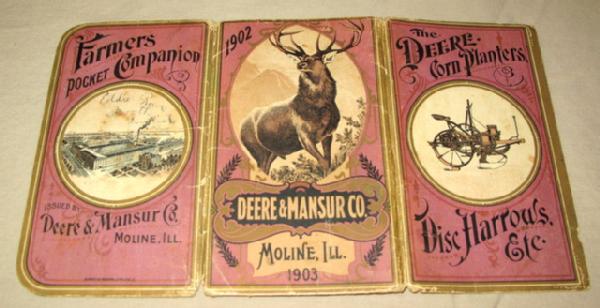 Farmers
POCKET Companion
Eddie
ISSUED BY
Deere & Mansur Co.
MOLINE, ILL.
1902
DEERE & MANSUR CO.
MOLINE, ILL.
1903
The
DEERE
Corn Planters,
Disc Harrows,
Etc.